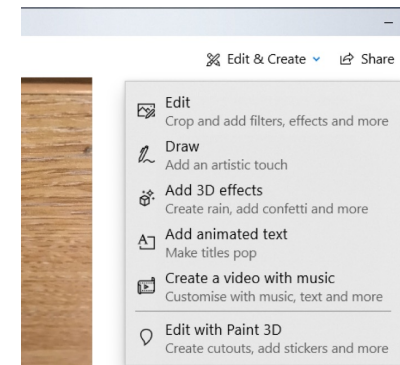 Edit & Create
Share
Edit
Crop and add filters, effects and more
Draw
Add an artistic touch
Add 3D effects
Create rain, add confetti and more
Add animated text
Make titles pop
Create a video with music
Customise with music, text and more
Edit with Paint 3D
Create cutouts, add stickers and more